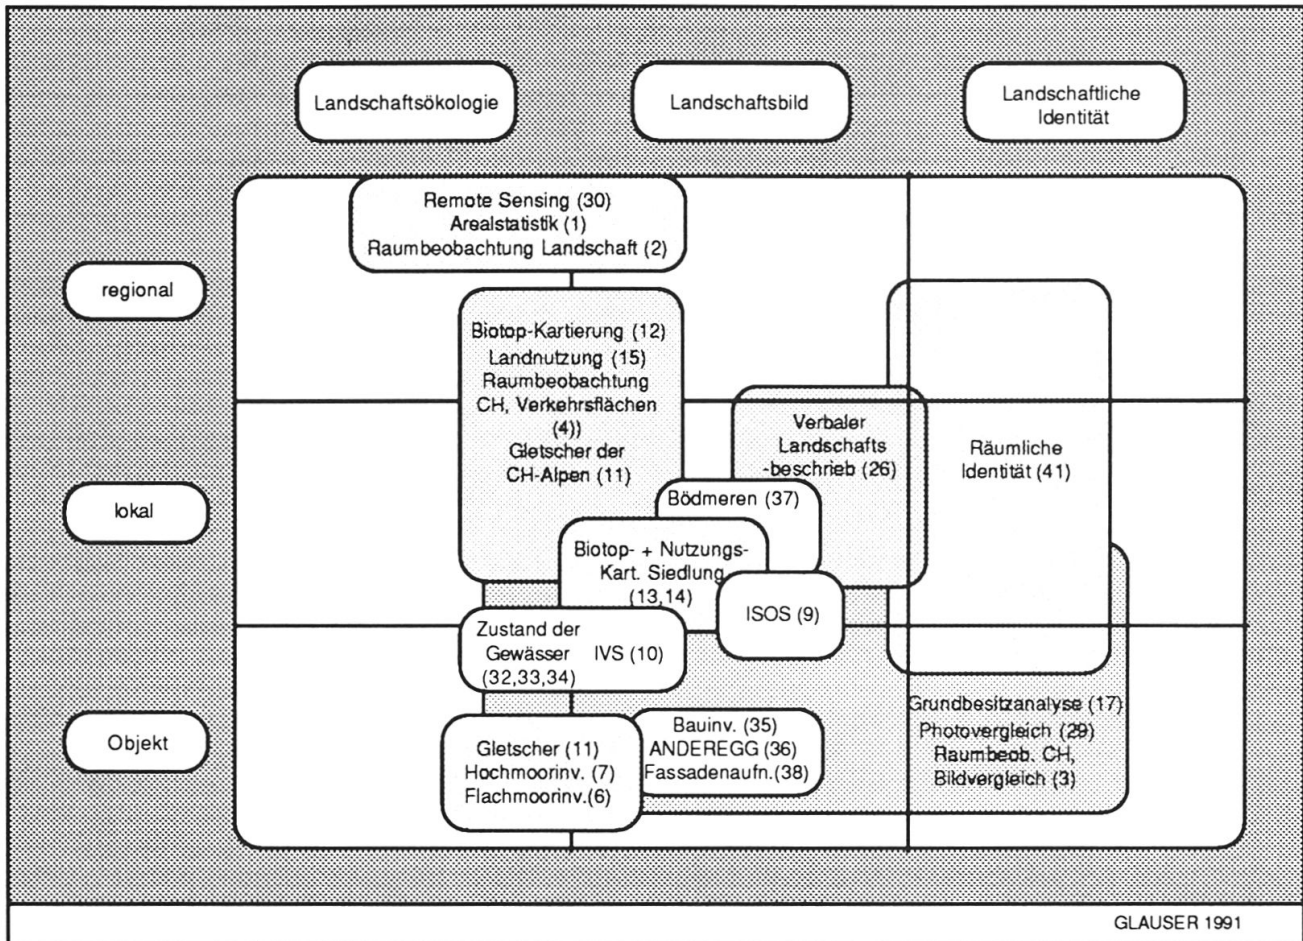 Landschaftsökologie
Landschaftsbild
Landschaftliche
Identität
regional
lokal
Objekt
Remote Sensing (30)
Arealstatistik (1)
Raumbeobachtung Landschaft (2)
Biotop-Kartierung (12)
Landnutzung (15)
Raumbeobachtung
CH, Verkehrsflächen
(4))
Gletscher der
CH-Alpen (11)
Verbaler
Landschafts
-beschrieb (26)
Räumliche
Identität (41)
Bödmeren (37)
Biotop- + Nutzungs-
Kart. Siedlung
(13,14)
ISOS (9)
Zustand der
Gewässer IVS (10)
(32,33,34)
Gletscher (11)
Hochmoorinv. (7)
Flachmoorinv.(6)
Bauinv. (35)
ANDEREGG (36)
Fassadenaufn.(38)
Grundbesitzanalyse (17)
Photovergleich (29)
Raumbeob. CH,
Bildvergleich (3)
GLAUSER 1991